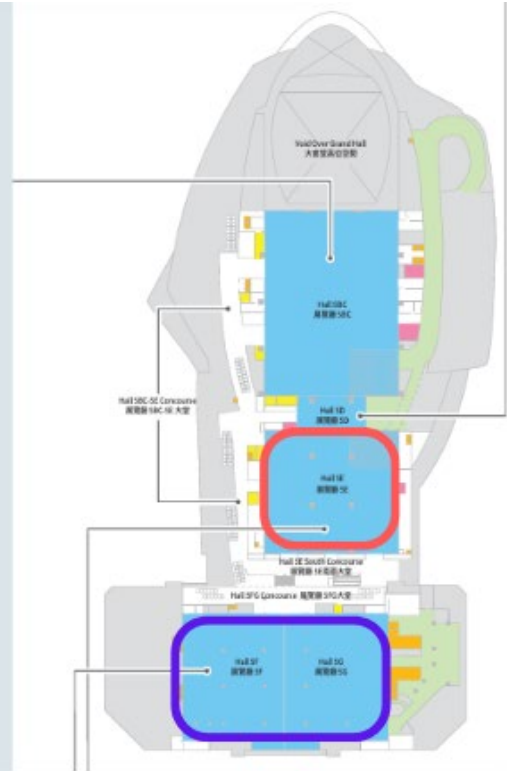 Void Over Grand Hall
大會堂高位空間
Hall 5BC
展覽廳 5BC
Hall 5BC-5E Concourse
展覽廳 5BC-5E 大堂
Hall 5D
展覽廳 5D
Hall 5E
展覽廳 5E
Hall 5E South Concourse
展覽廳 5E南面大堂
Hall 5FG Concourse 展覽廳 5FG大堂
Hall 5F
展覽廳 5F
Hall 5G
展覽廳 5G